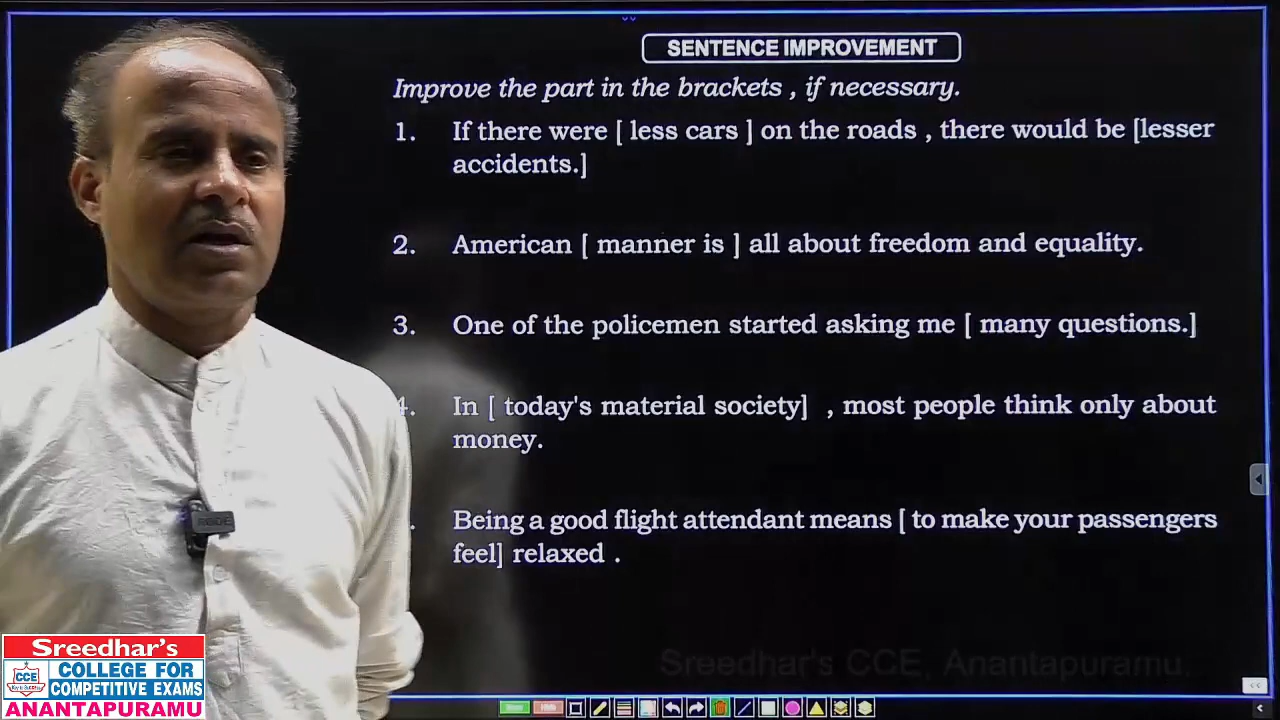 SENTENCE IMPROVEMENT
Improve the part in the brackets , if necessary.
1. If there were [ less cars ] on the roads , there would be [lesser
accidents.]
2. American [ manner is ] all about freedom and equality.
3. One of the policemen started asking me [ many questions.]
4. In [ today's material society] , most people think only about
money.
. Being a good flight attendant means [ to make your passengers
feel] relaxed .
RODE
Sreedhar's
CCE
COLLEGE FOR
COMPETITIVE EXAMS
ANANTAPURAMU
Sreedhar's CCE, Anantapuramu.